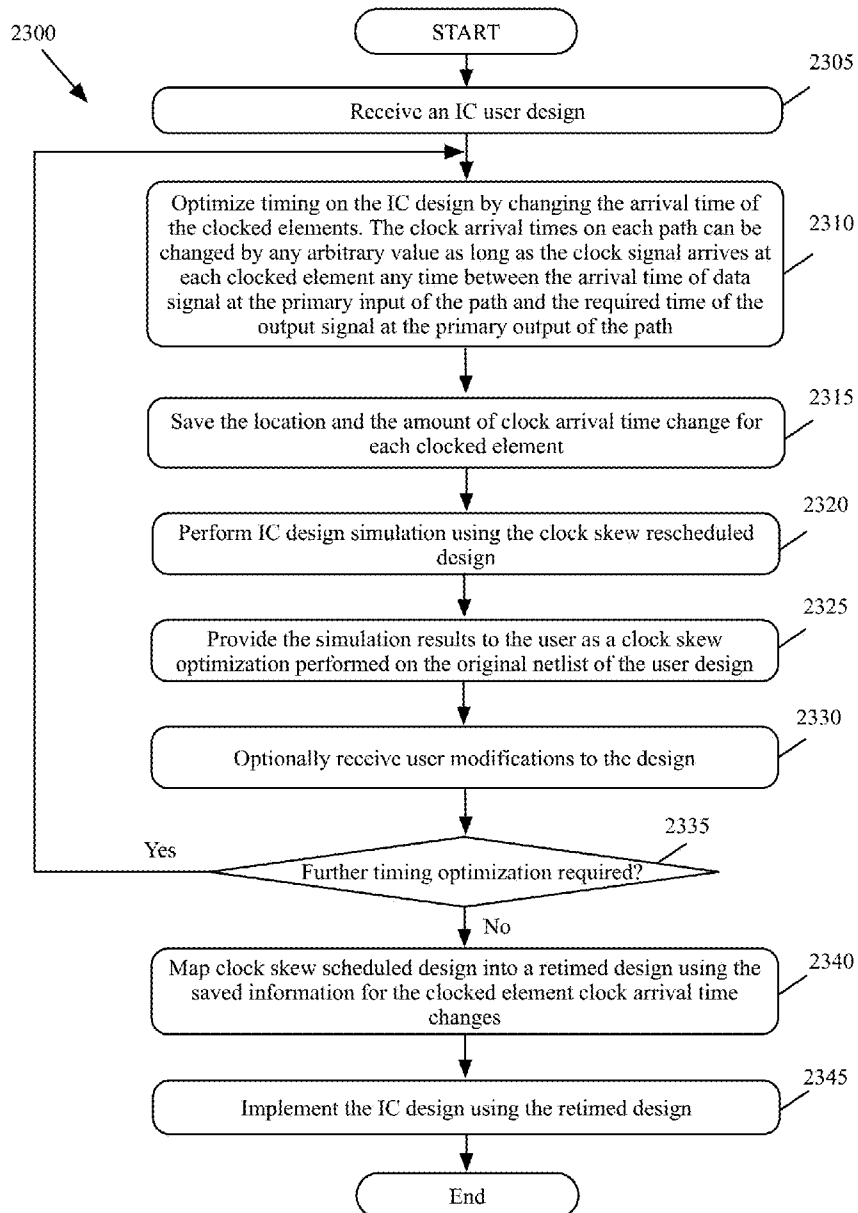 START
2300
2305
Receive an IC user design
Optimize timing on the IC design by changing the arrival time of
the clocked elements. The clock arrival times on each path can be
changed by any arbitrary value as long as the clock signal arrives at
each clocked element any time between the arrival time of data
signal at the primary input of the path and the required time of the
output signal at the primary output of the path
2310
2315
Save the location and the amount of clock arrival time change for
each clocked element
2320
Perform IC design simulation using the clock skew rescheduled
design
2325
Provide the simulation results to the user as a clock skew
optimization performed on the original netlist of the user design
2330
Optionally receive user modifications to the design
2335
Yes
Further timing optimization required?
No
2340
Map clock skew scheduled design into a retimed design using the
saved information for the clocked element clock arrival time
changes
2345
Implement the IC design using the retimed design
End